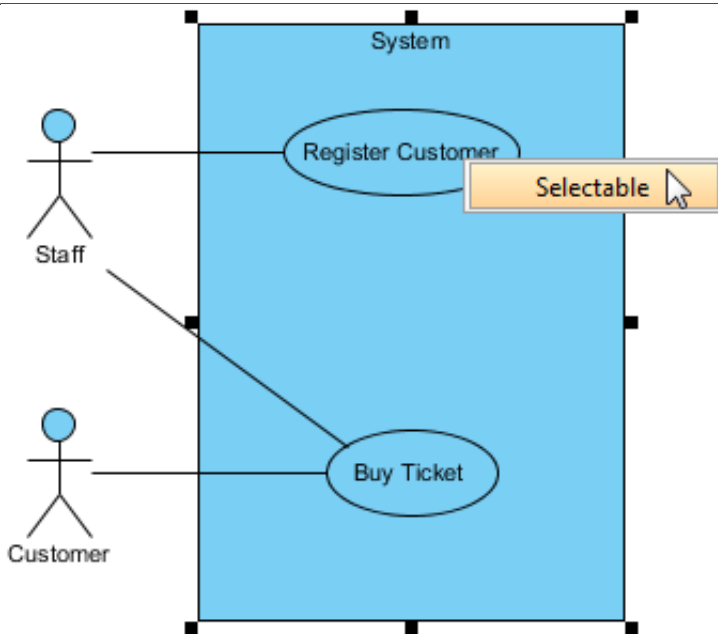 System
Register Customer
Selectable
Staff
Buy Ticket
Customer